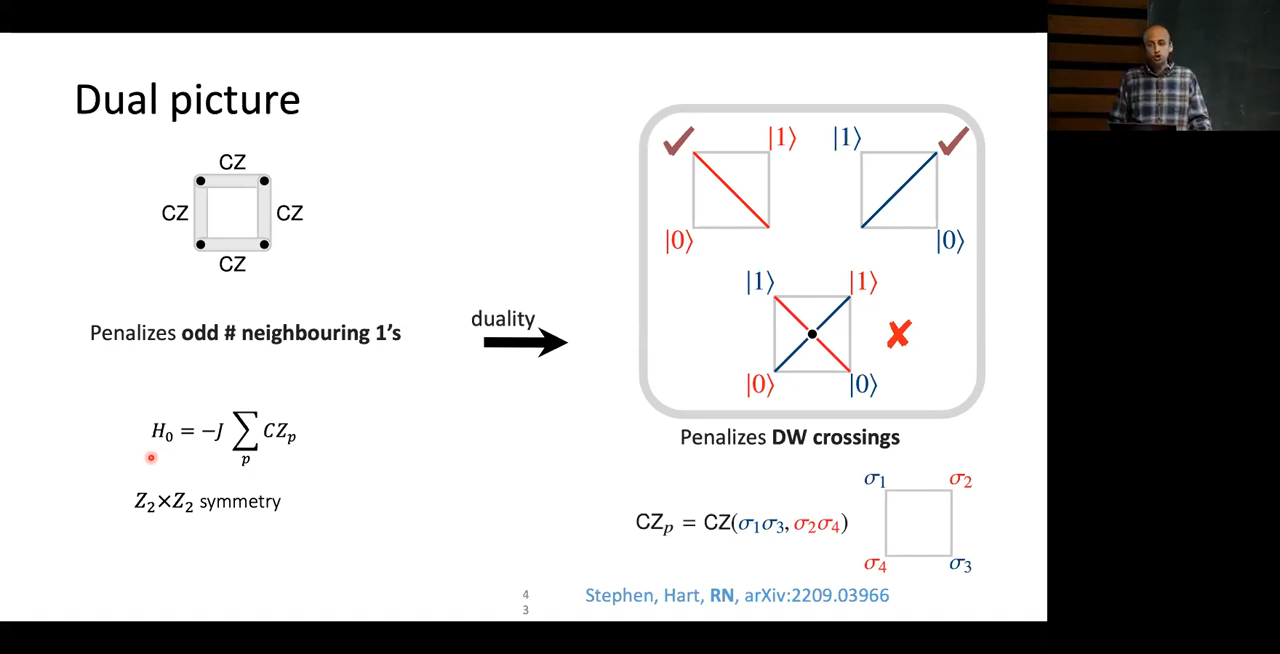 Dual picture
CZ
CZ CZ
CZ
Penalizes odd # neighbouring 1's
H₀ = −J ∑ₚ CZₚ
Z₂×Z₂ symmetry
duality
|1⟩ |1⟩
|0⟩ |0⟩
|1⟩ |1⟩
|0⟩ |0⟩
Penalizes DW crossings
CZₚ = CZ(σ₁σ₃, σ₂σ₄)
σ₁ σ₂
σ₄ σ₃
4
3
Stephen, Hart, RN, arXiv:2209.03966